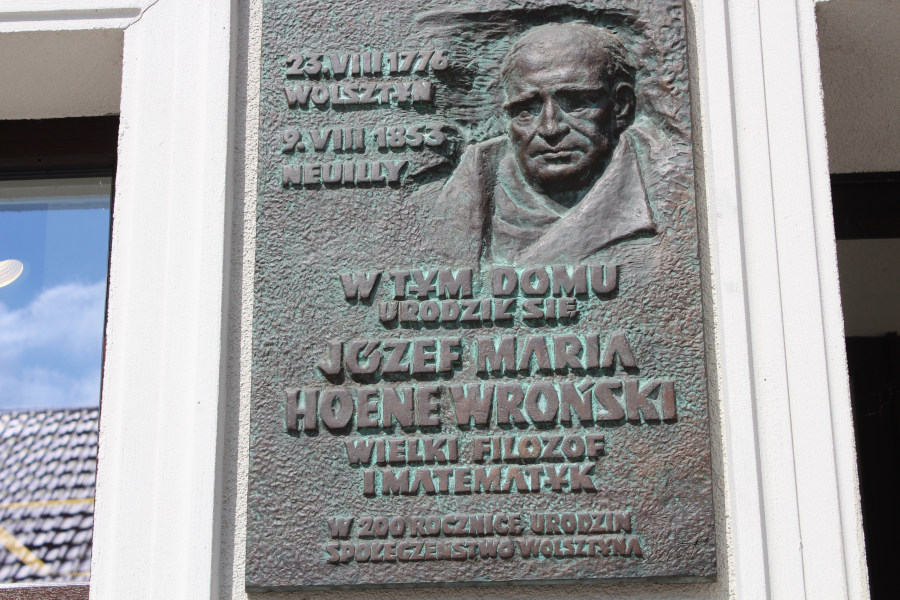 23.VIII 1776
WOLSZTYN
9.VIII 1853
NEUILLY
W TYM DOMU
URODZIŁ SIĘ
JÓZEF MARIA
HOENE WROŃSKI
WIELKI FILOZOF
I MATEMATYK
W 200 ROCZNICĘ URODZIN
SPOŁECZEŃSTWO WOLSZTYNA